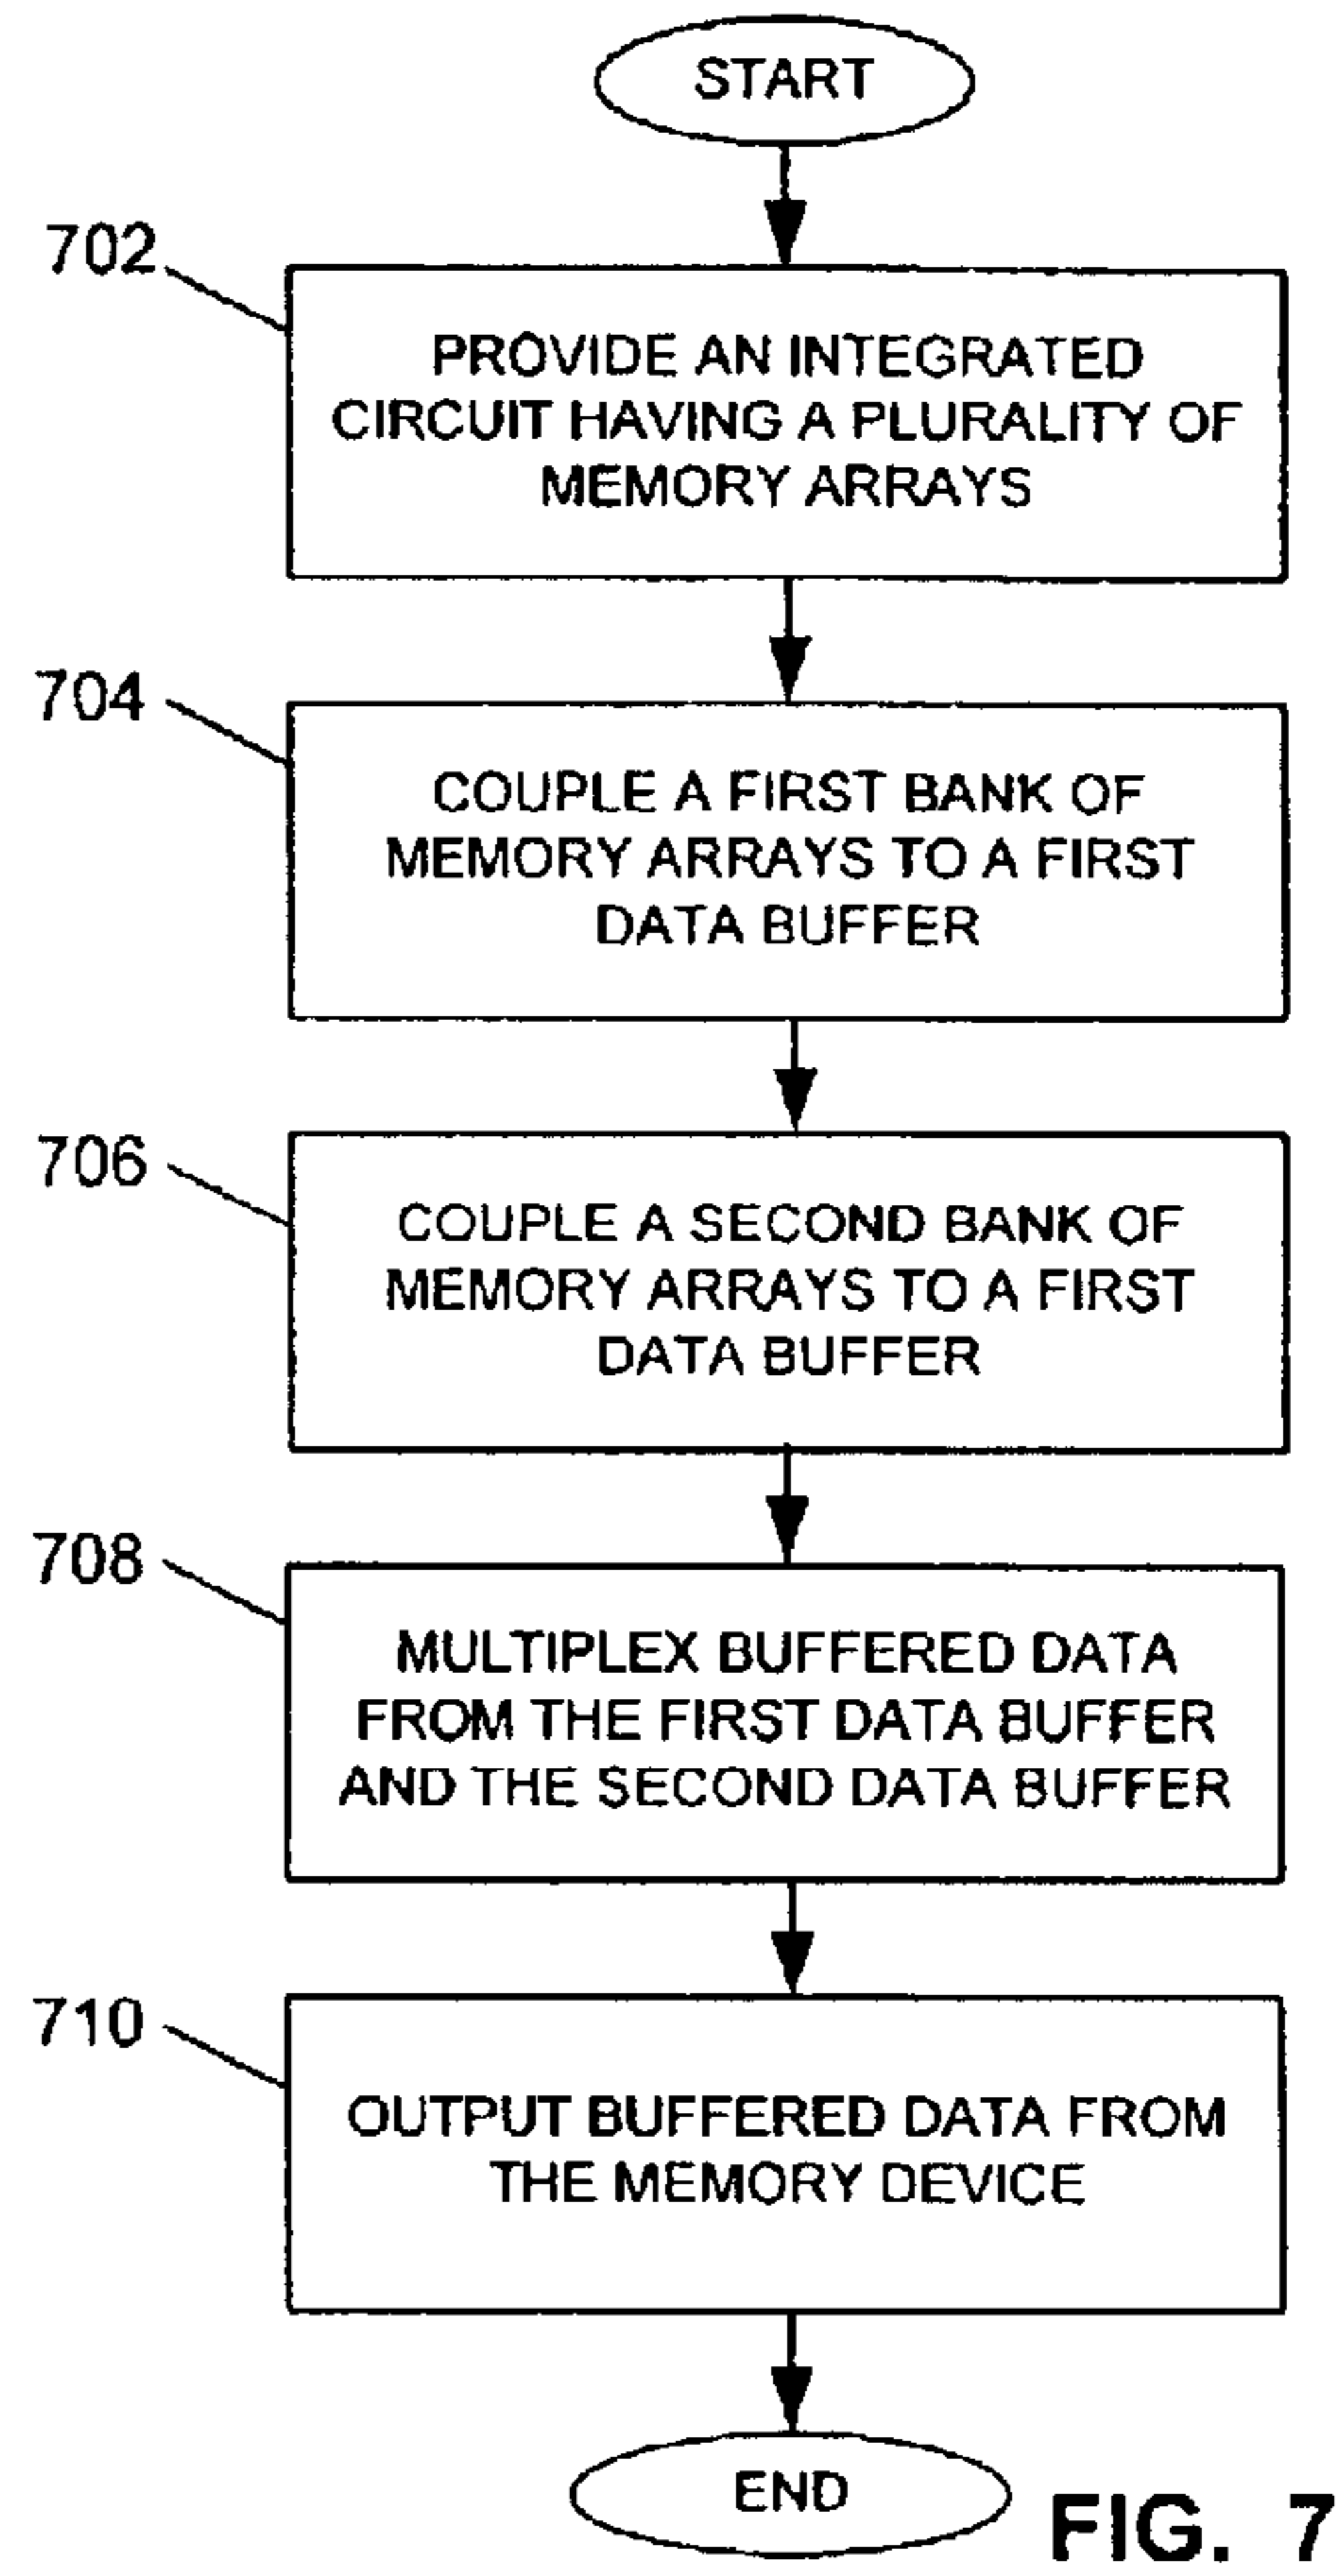 START
702
PROVIDE AN INTEGRATED
CIRCUIT HAVING A PLURALITY OF
MEMORY ARRAYS
704
COUPLE A FIRST BANK OF
MEMORY ARRAYS TO A FIRST
DATA BUFFER
706
COUPLE A SECOND BANK OF
MEMORY ARRAYS TO A FIRST
DATA BUFFER
708
MULTIPLEX BUFFERED DATA
FROM THE FIRST DATA BUFFER
AND THE SECOND DATA BUFFER
710
OUTPUT BUFFERED DATA FROM
THE MEMORY DEVICE
END
FIG. 7